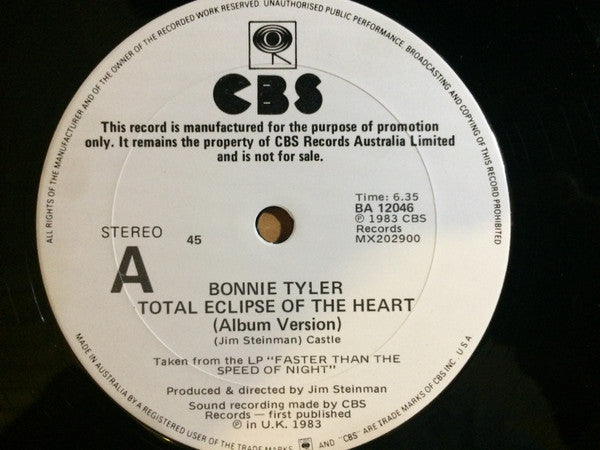 ALL RIGHTS OF THE MANUFACTURER AND OF THE OWNER OF THE RECORDED WORK RESERVED. UNAUTHORISED PUBLIC PERFORMANCE, BROADCASTING AND COPYING OF THIS RECORD PROHIBITED
CBS
This record is manufactured for the purpose of promotion
only. It remains the property of CBS Records Australia Limited
and is not for sale.
Time: 6.35
BA 12046
℗ 1983 CBS
Records
MX202900
STEREO 45
A
BONNIE TYLER
TOTAL ECLIPSE OF THE HEART
(Album Version)
(Jim Steinman) Castle
Taken from the LP "FASTER THAN THE
SPEED OF NIGHT"
Produced & directed by Jim Steinman
Sound recording made by CBS
Records — first published
℗ in U.K. 1983
MADE IN AUSTRALIA BY A REGISTERED USER OF THE TRADE MARKS AND "CBS" ARE TRADE MARKS OF CBS INC. U.S.A